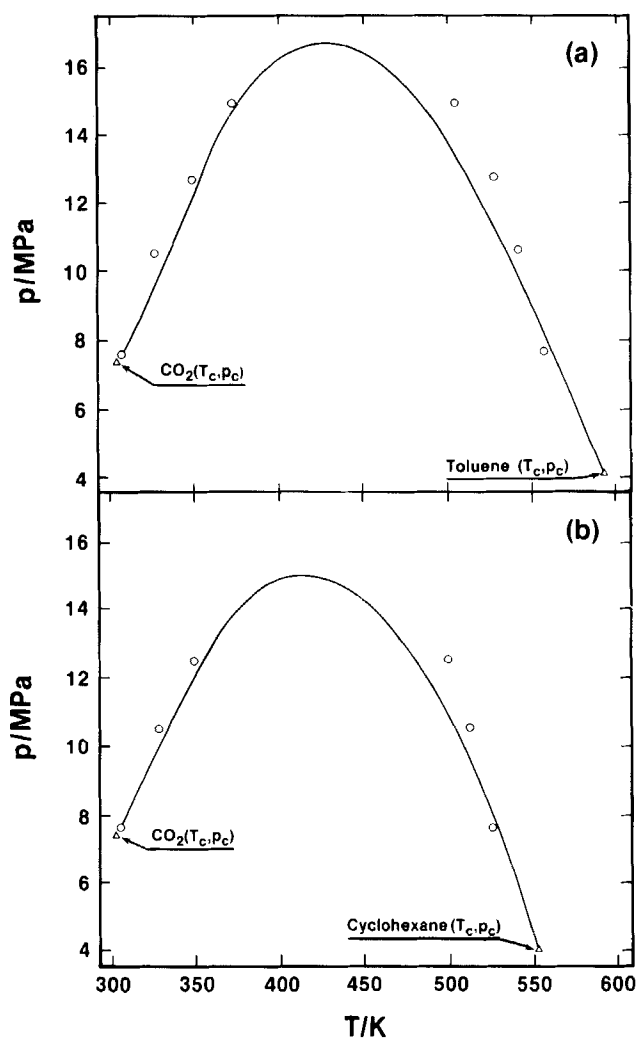 (a)
16
14
12
10
8
6
4
p/MPa
CO₂(Tc,pc)
Toluene (Tc,pc)
(b)
16
14
12
10
8
6
4
p/MPa
CO₂(Tc,pc)
Cyclohexane (Tc,pc)
300 350 400 450 500 550 600
T/K